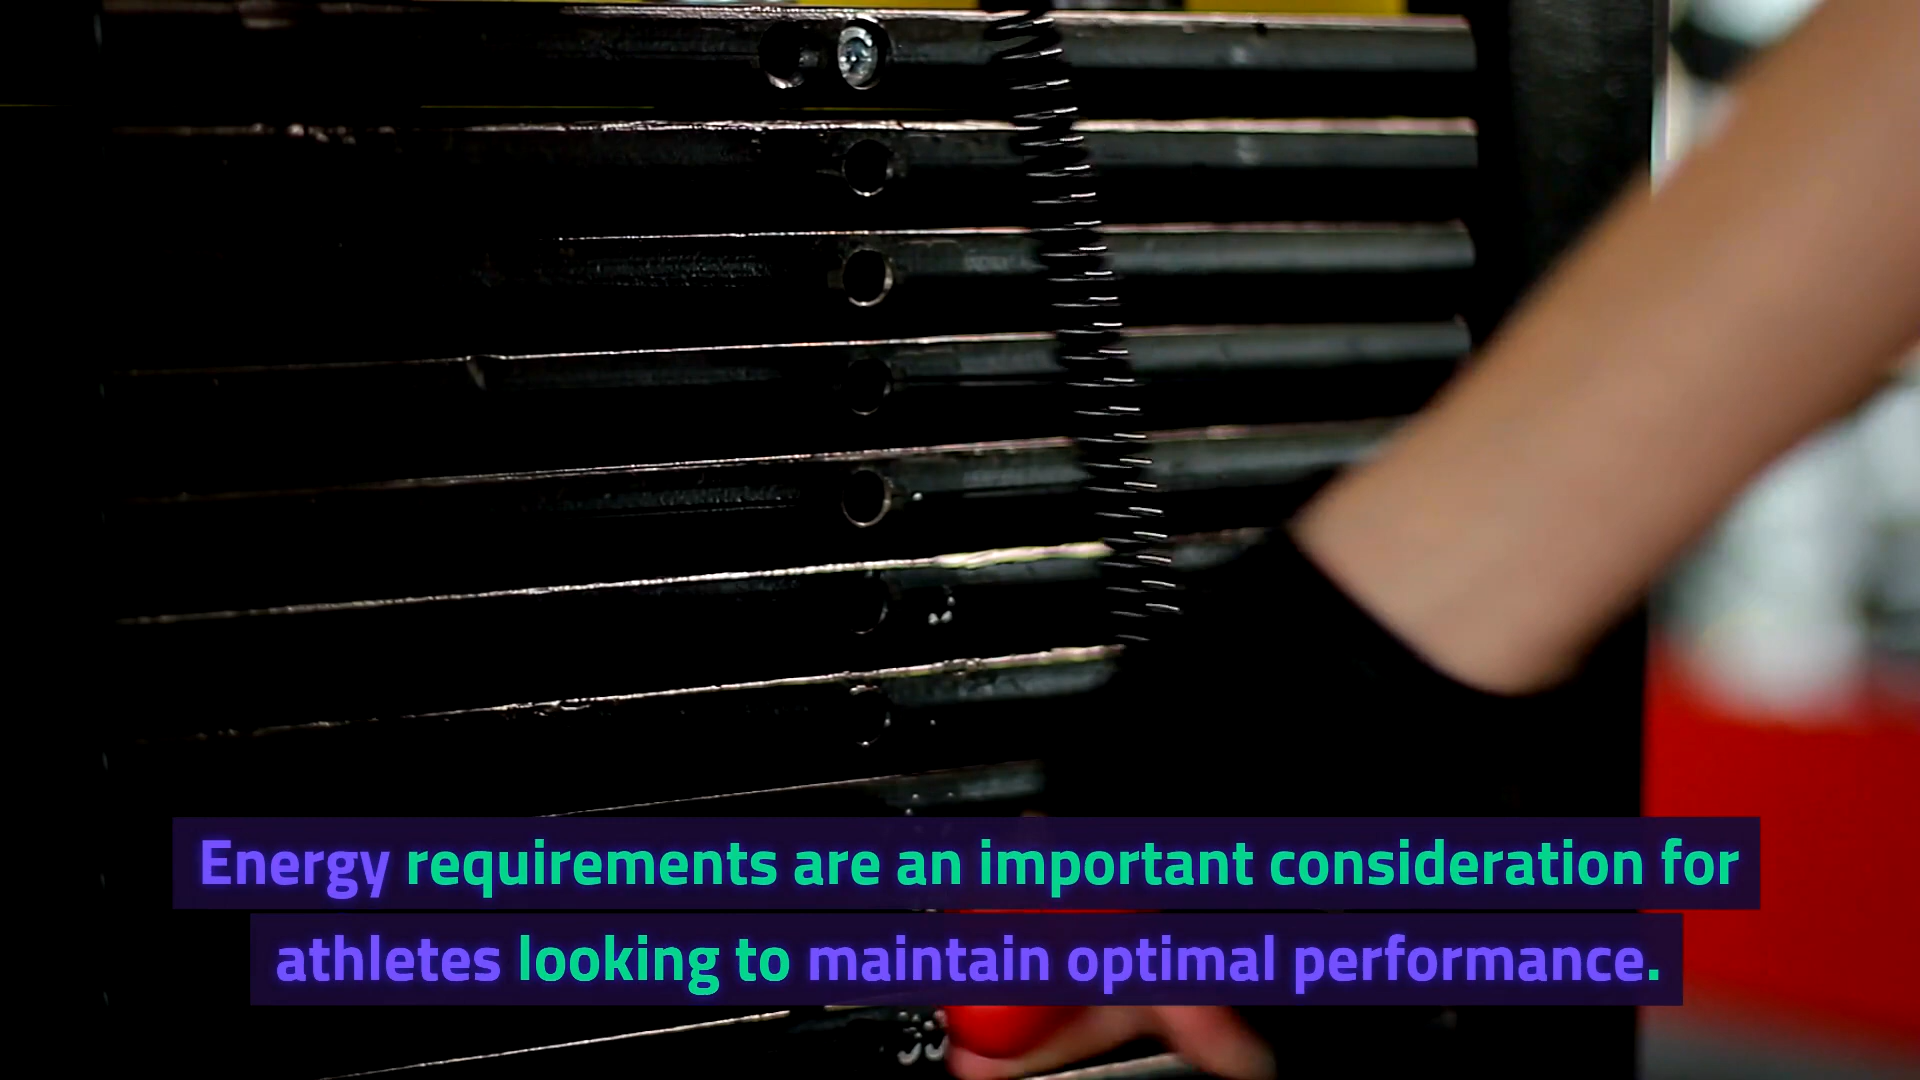 Energy requirements are an important consideration for
athletes looking to maintain optimal performance.